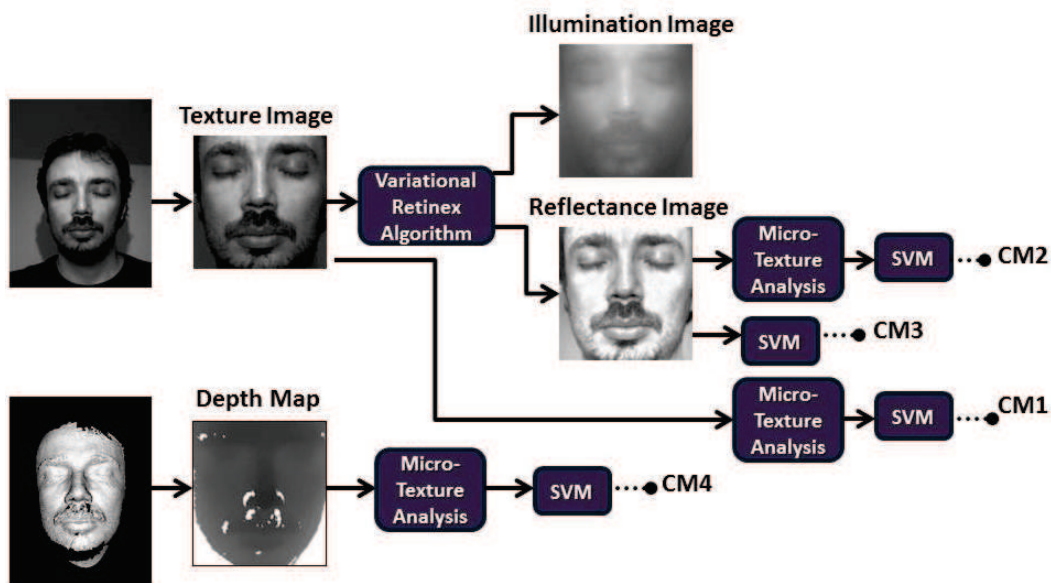 Illumination Image
Texture Image
Variational
Retinex
Algorithm
Reflectance Image
Micro-
Texture
Analysis
SVM
CM2
SVM
CM3
Micro-
Texture
Analysis
SVM
CM1
Depth Map
Micro-
Texture
Analysis
SVM
CM4